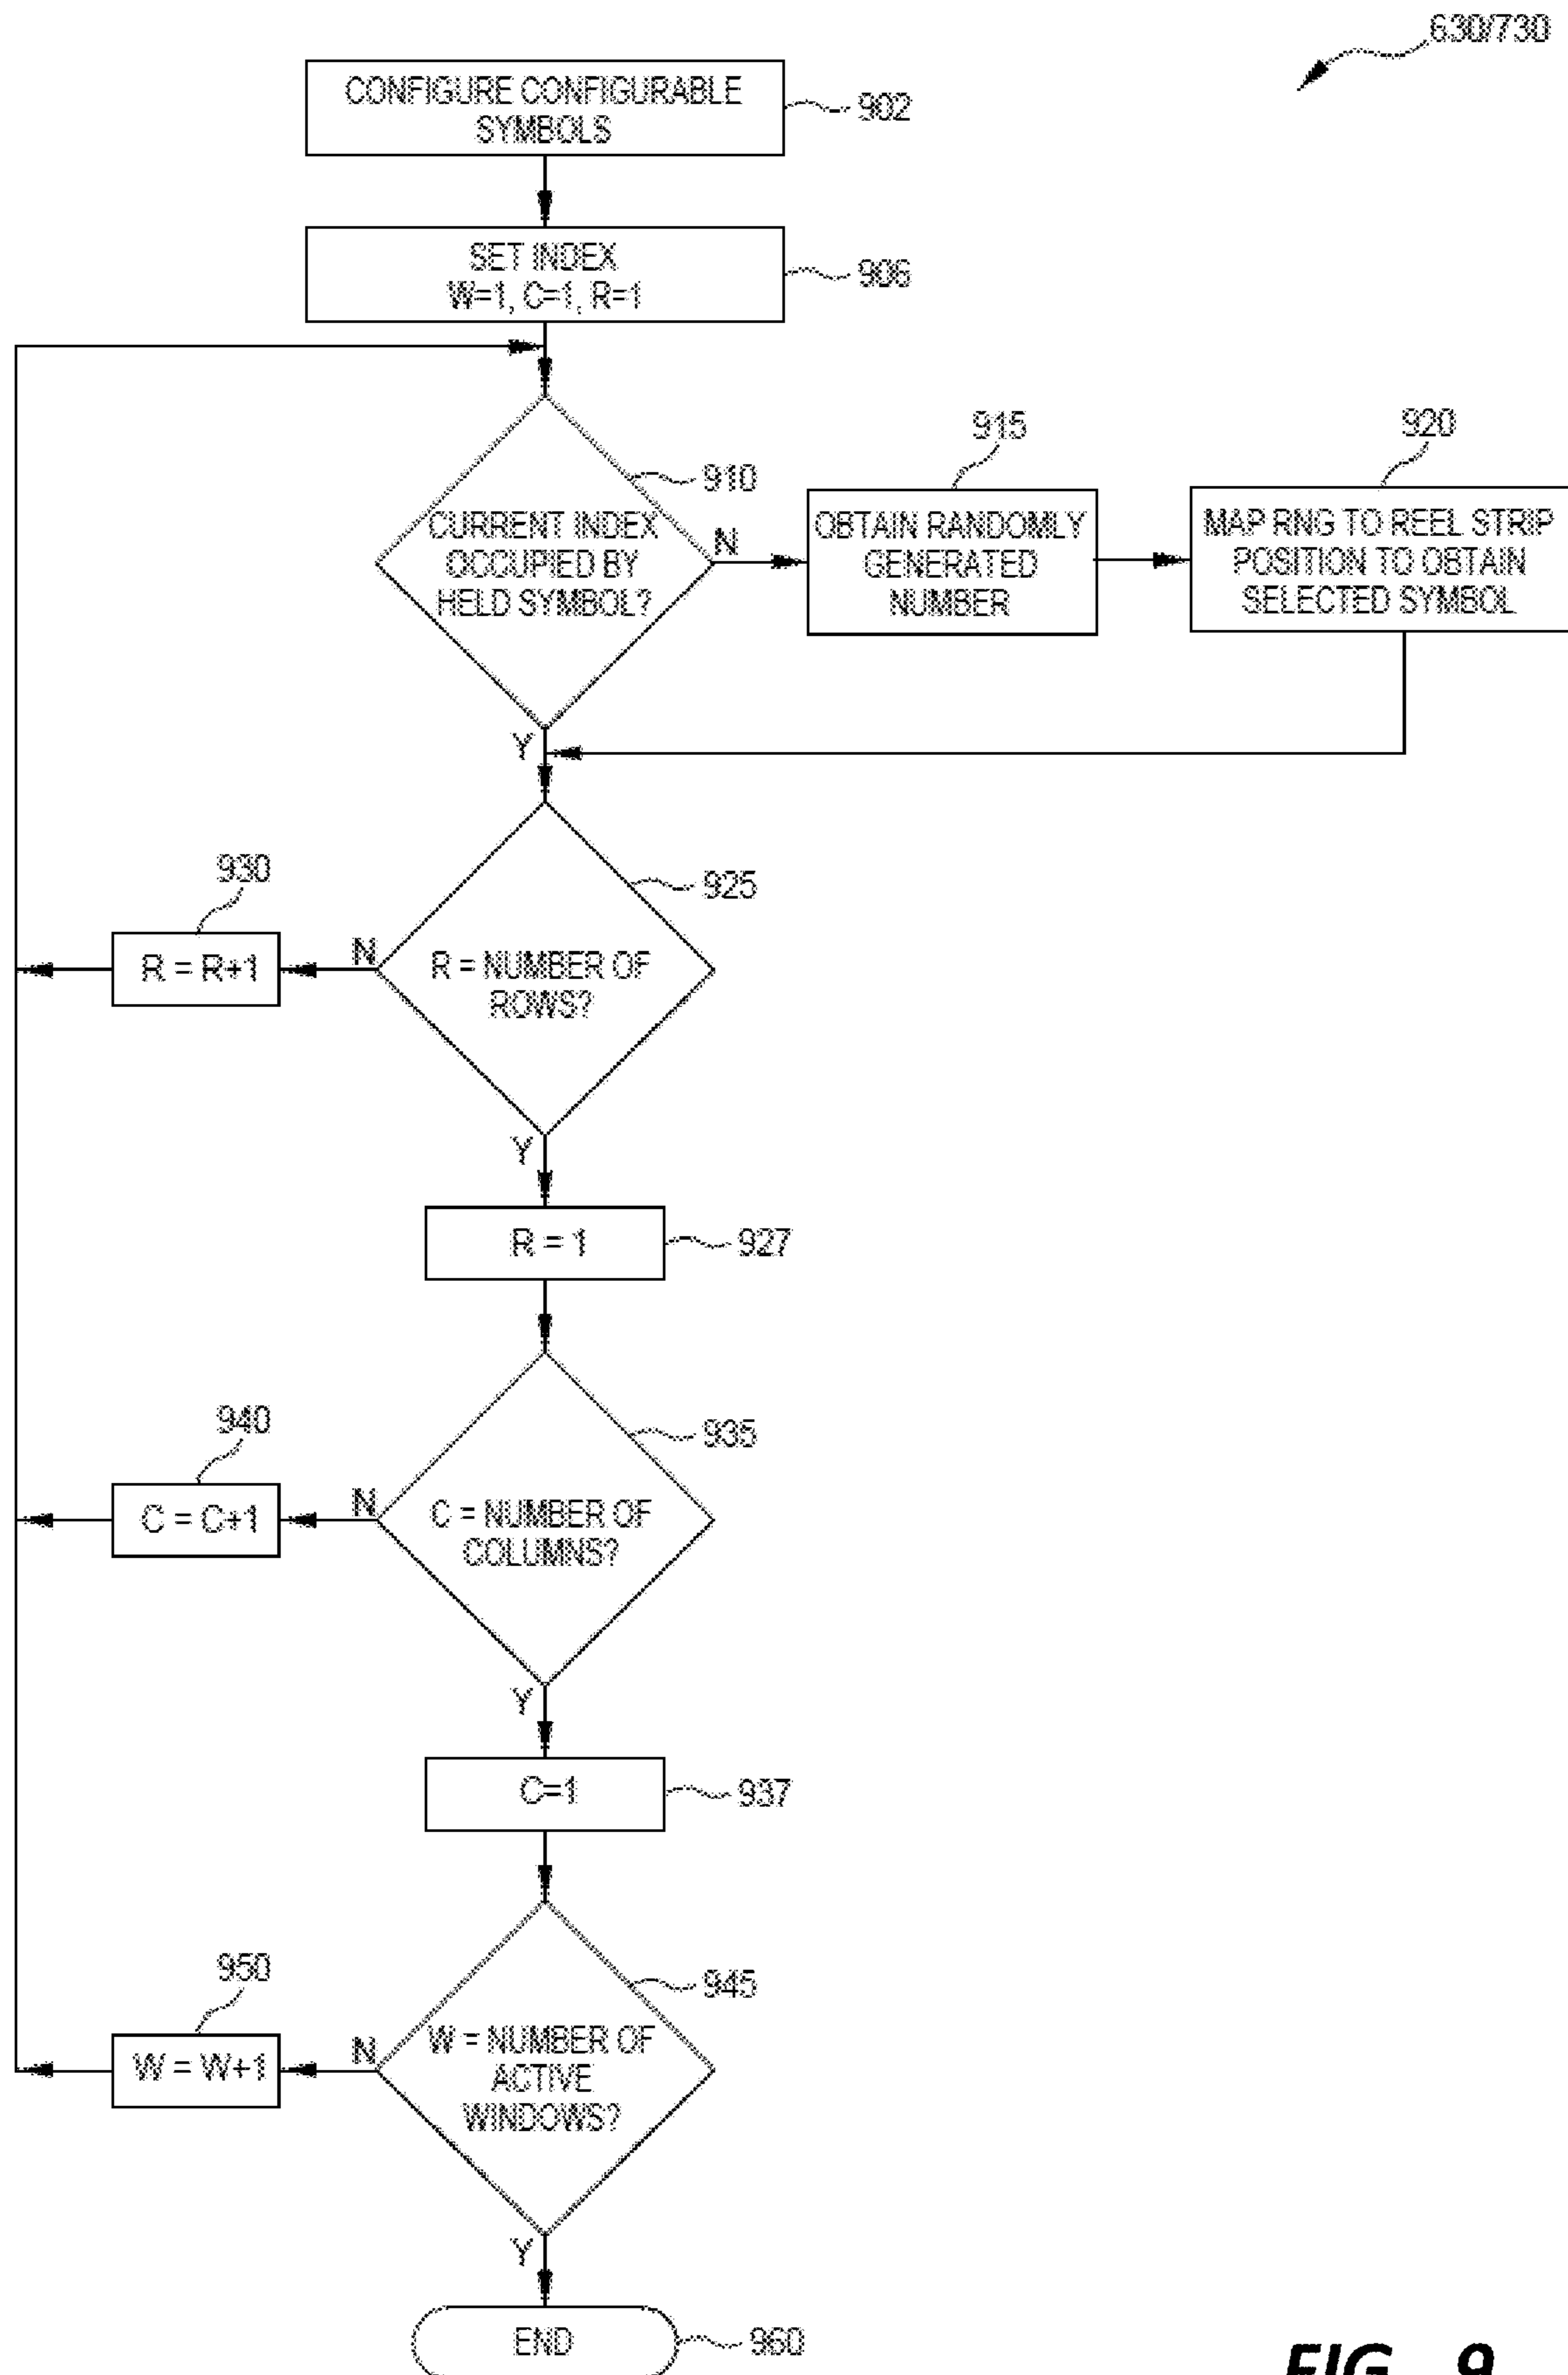 630/730
CONFIGURE CONFIGURABLE
SYMBOLS
902
SET INDEX
W=1, C=1, R=1
906
910
CURRENT INDEX
OCCUPIED BY
HELD SYMBOL?
N
Y
915
OBTAIN RANDOMLY
GENERATED
NUMBER
920
MAP RNG TO REEL STRIP
POSITION TO OBTAIN
SELECTED SYMBOL
925
R = NUMBER OF
ROWS?
N
Y
930
R = R+1
R = 1
927
935
C = NUMBER OF
COLUMNS?
N
Y
940
C = C+1
C=1
937
945
W = NUMBER OF
ACTIVE
WINDOWS?
N
Y
950
W = W+1
END
960
FIG. 9